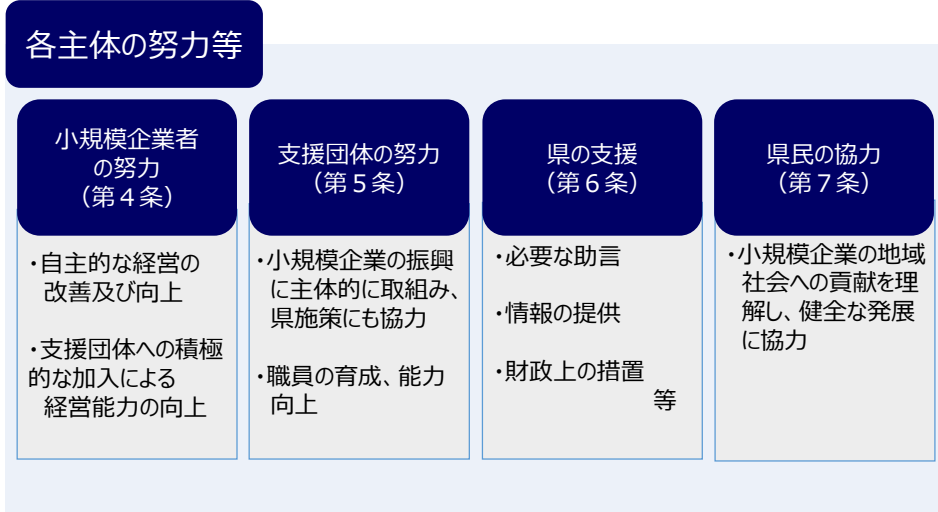 各主体の努力等
小規模企業者
の努力
（第４条）
・自主的な経営の
改善及び向上
・支援団体への積極
的な加入による
経営能力の向上
支援団体の努力
（第５条）
・小規模企業の振興
に主体的に取組み、
県施策にも協力
・職員の育成、能力
向上
県の支援
（第６条）
・必要な助言
・情報の提供
・財政上の措置
等
県民の協力
（第７条）
・小規模企業の地域
社会への貢献を理
解し、健全な発展
に協力